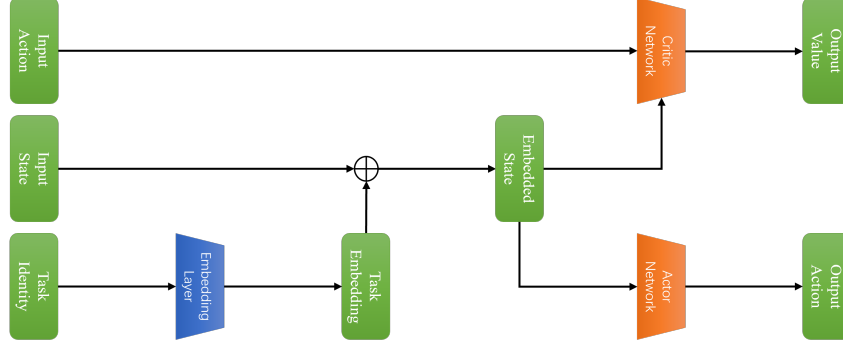 Input
Action
Critic
Network
Output
Value
Input
State
Embedded
State
Task
Identity
Embedding
Layer
Task
Embedding
Actor
Network
Output
Action